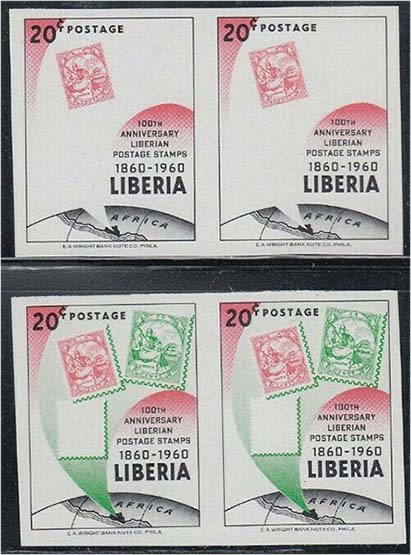 20¢ POSTAGE
100TH
ANNIVERSARY
LIBERIAN
POSTAGE STAMPS
1860-1960
LIBERIA
AFRICA
E.A. WRIGHT BANK NOTE CO., PHILA.
20¢ POSTAGE
100TH
ANNIVERSARY
LIBERIAN
POSTAGE STAMPS
1860-1960
LIBERIA
AFRICA
E.A. WRIGHT BANK NOTE CO., PHILA.
20¢ POSTAGE
100TH
ANNIVERSARY
LIBERIAN
POSTAGE STAMPS
1860-1960
LIBERIA
AFRICA
E.A. WRIGHT BANK NOTE CO., PHILA.
20¢ POSTAGE
100TH
ANNIVERSARY
LIBERIAN
POSTAGE STAMPS
1860-1960
LIBERIA
AFRICA
E.A. WRIGHT BANK NOTE CO., PHILA.